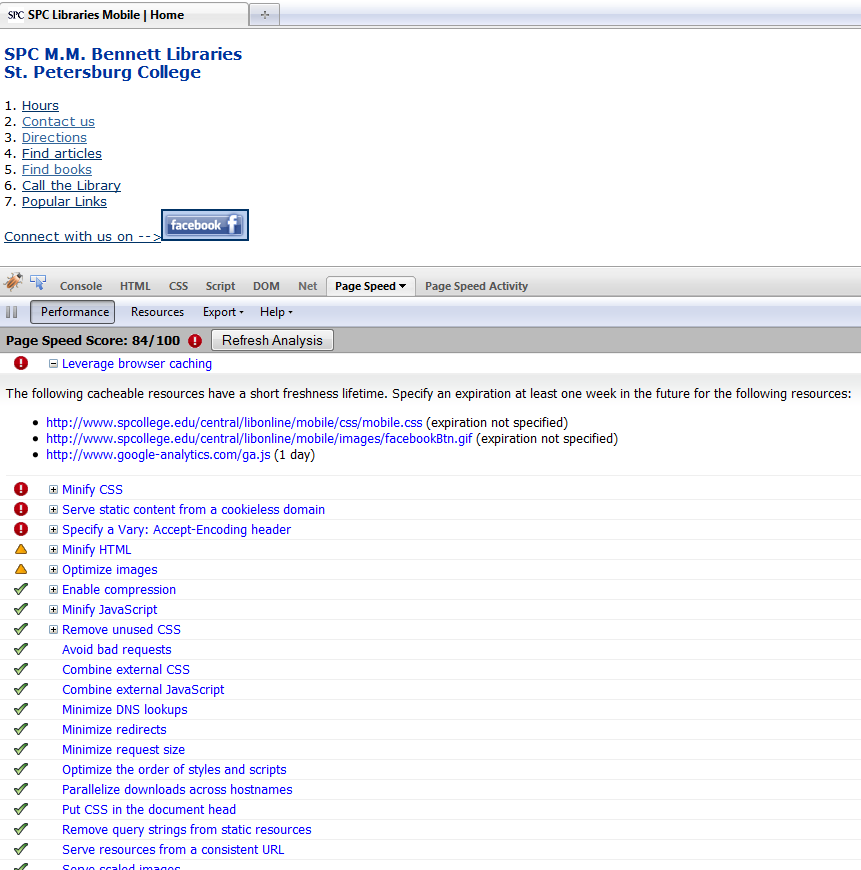 SPC SPC Libraries Mobile | Home
SPC M.M. Bennett Libraries
St. Petersburg College
1. Hours
2. Contact us
3. Directions
4. Find articles
5. Find books
6. Call the Library
7. Popular Links
Connect with us on --> facebook f
Console HTML CSS Script DOM Net Page Speed Page Speed Activity
Performance Resources Export Help
Page Speed Score: 84/100 Refresh Analysis
Leverage browser caching
The following cacheable resources have a short freshness lifetime. Specify an expiration at least one week in the future for the following resources:
• http://www.spcollege.edu/central/libonline/mobile/css/mobile.css (expiration not specified)
• http://www.spcollege.edu/central/libonline/mobile/images/facebookBtn.gif (expiration not specified)
• http://www.google-analytics.com/ga.js (1 day)
Minify CSS
Serve static content from a cookieless domain
Specify a Vary: Accept-Encoding header
Minify HTML
Optimize images
Enable compression
Minify JavaScript
Remove unused CSS
Avoid bad requests
Combine external CSS
Combine external JavaScript
Minimize DNS lookups
Minimize redirects
Minimize request size
Optimize the order of styles and scripts
Parallelize downloads across hostnames
Put CSS in the document head
Remove query strings from static resources
Serve resources from a consistent URL
Serve scaled images